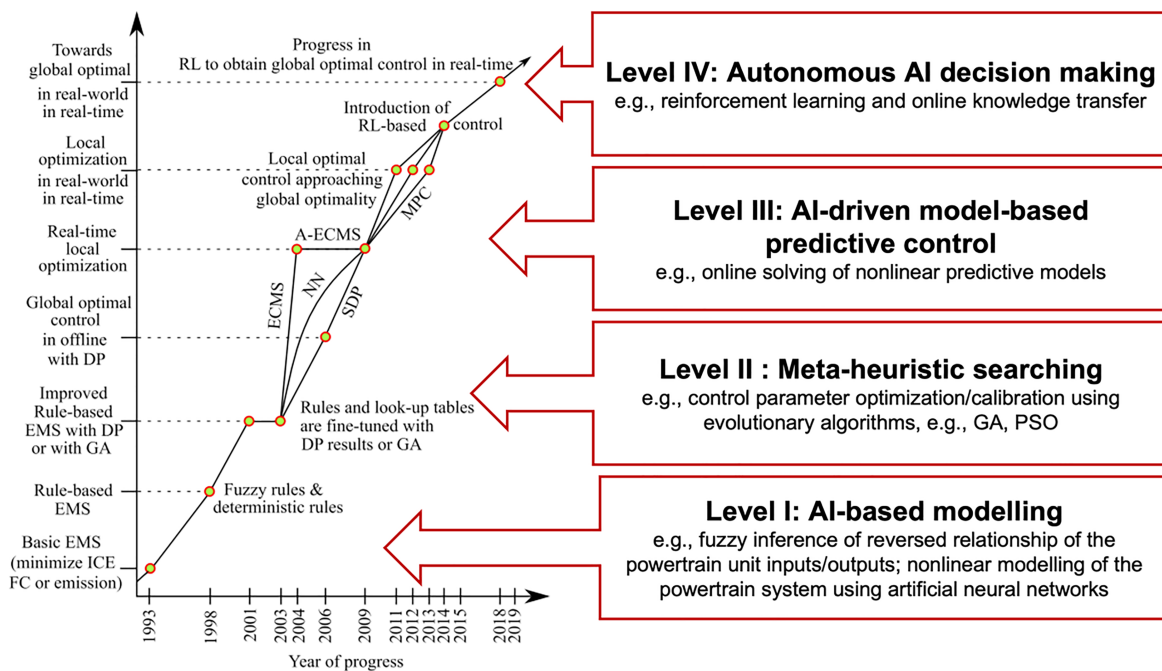 Towards
global optimal
in real-world
in real-time
Local
optimization
in real-world
in real-time
Real-time
local
optimization
Global optimal
control
in offline
with DP
Improved
Rule-based
EMS with DP
or with GA
Rule-based
EMS
Basic EMS
(minimize ICE
FC or emission)
Progress in
RL to obtain global optimal control in real-time
Introduction of
RL-based control
Local optimal
control approaching
global optimality
MPC
A-ECMS
ECMS
NN
SDP
Rules and look-up tables
are fine-tuned with
DP results or GA
Fuzzy rules &
deterministic rules
1993
1998
2001
2003
2004
2006
2009
2011
2012
2013
2014
2015
2018
2019
Year of progress
Level IV: Autonomous AI decision making
e.g., reinforcement learning and online knowledge transfer
Level III: AI-driven model-based
predictive control
e.g., online solving of nonlinear predictive models
Level II : Meta-heuristic searching
e.g., control parameter optimization/calibration using
evolutionary algorithms, e.g., GA, PSO
Level I: AI-based modelling
e.g., fuzzy inference of reversed relationship of the
powertrain unit inputs/outputs; nonlinear modelling of the
powertrain system using artificial neural networks